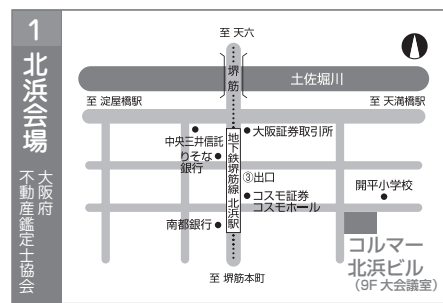 1
北浜会場
大阪府
不動産鑑定士協会
至 天六
堺筋
土佐堀川
至 淀屋橋駅
至 天満橋駅
中央三井信託
大阪証券取引所
りそな
銀行
地下鉄堺筋線 北浜駅
③出口
コスモ証券
コスモホール
開平小学校
南都銀行
コルマー
北浜ビル
(9F 大会議室)
至 堺筋本町